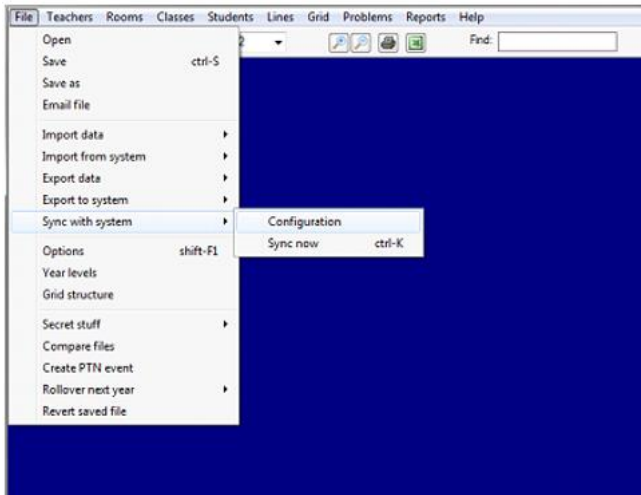 File Teachers Rooms Classes Students Lines Grid Problems Reports Help
Find:
Open
Save ctrl-S
Save as
Email file
Import data
Import from system
Export data
Export to system
Sync with system
Configuration
Sync now ctrl-K
Options shift-F1
Year levels
Grid structure
Secret stuff
Compare files
Create PTN event
Rollover next year
Revert saved file